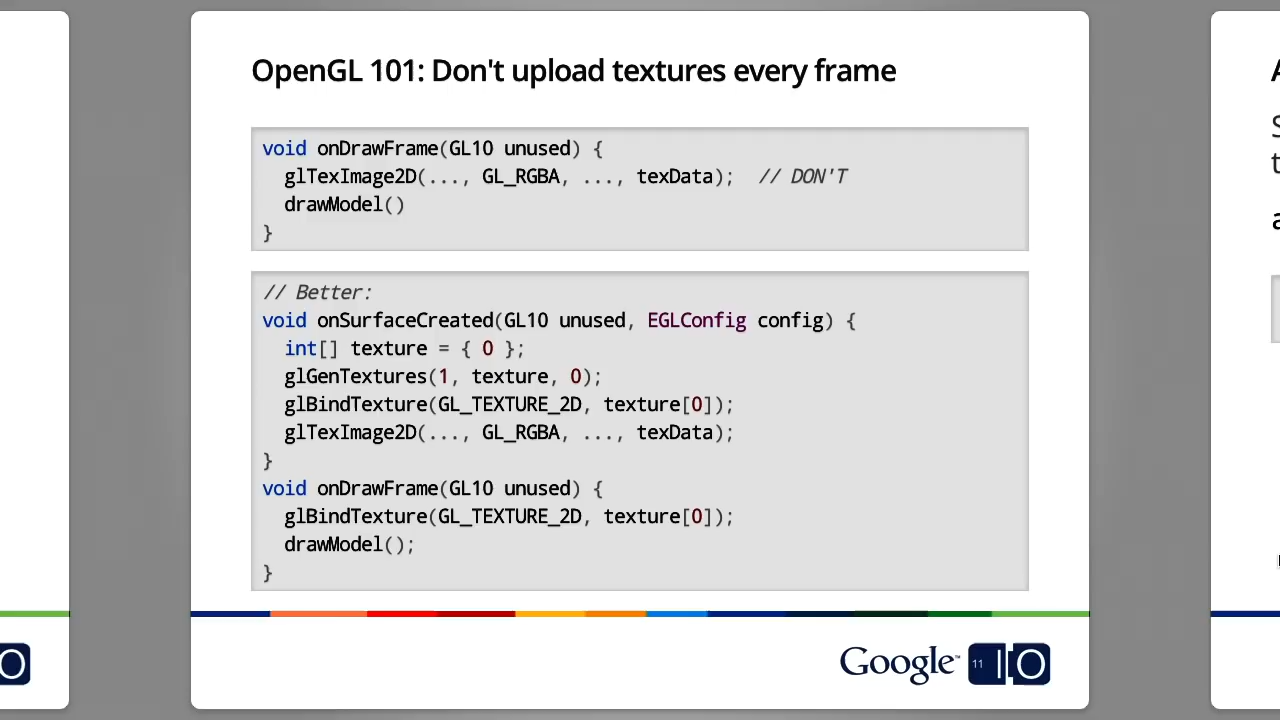 OpenGL 101: Don't upload textures every frame
void onDrawFrame(GL10 unused) {
  glTexImage2D(..., GL_RGBA, ..., texData);  // DON'T
  drawModel()
}
// Better:
void onSurfaceCreated(GL10 unused, EGLConfig config) {
  int[] texture = { 0 };
  glGenTextures(1, texture, 0);
  glBindTexture(GL_TEXTURE_2D, texture[0]);
  glTexImage2D(..., GL_RGBA, ..., texData);
}
void onDrawFrame(GL10 unused) {
  glBindTexture(GL_TEXTURE_2D, texture[0]);
  drawModel();
}
Google™ 11 IO